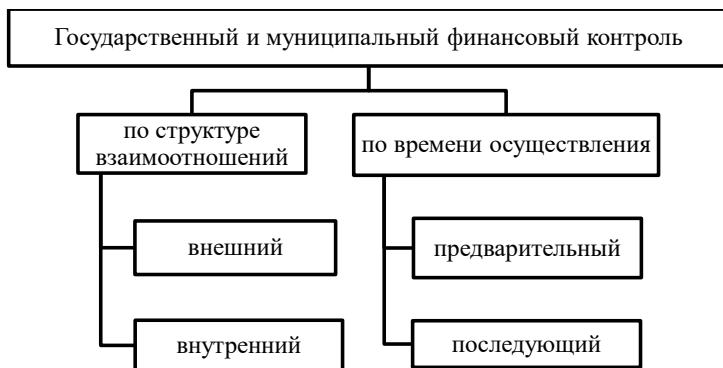 Государственный и муниципальный финансовый контроль
по структуре
взаимоотношений
по времени осуществления
внешний
предварительный
внутренний
последующий